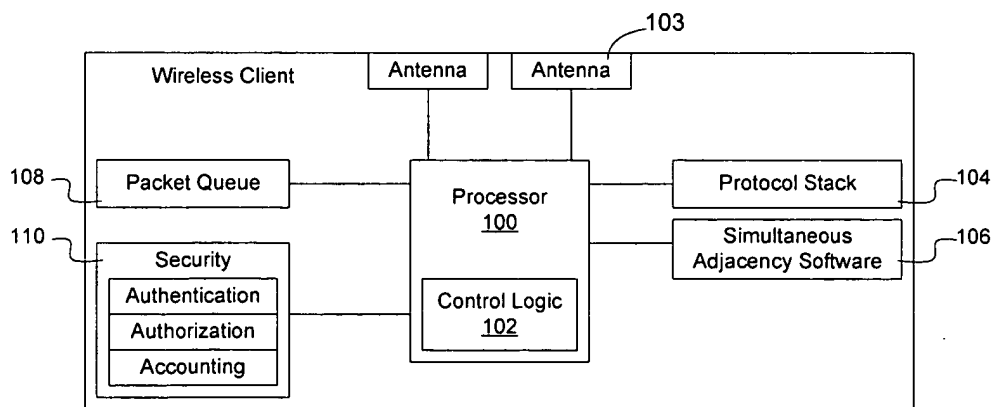 103
Wireless Client
Antenna
Antenna
108
Packet Queue
Processor
100
Protocol Stack
104
110
Security
Authentication
Authorization
Accounting
Control Logic
102
Simultaneous
Adjacency Software
106